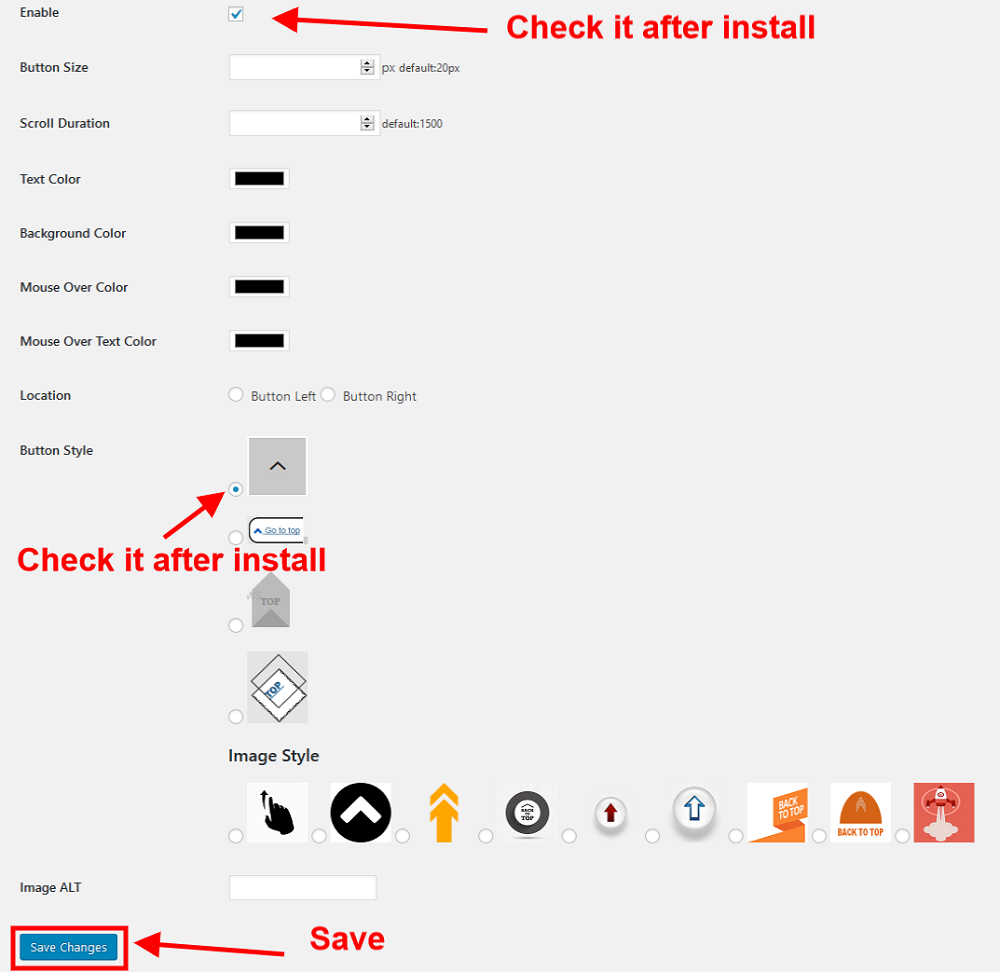 Enable
Check it after install
Button Size
px default:20px
Scroll Duration
default:1500
Text Color
Background Color
Mouse Over Color
Mouse Over Text Color
Location
Button Left
Button Right
Button Style
Go to top
Check it after install
TOP
TOP
Image Style
BACK
TO
TOP
BACK
TO TOP
BACK TO TOP
Image ALT
Save Changes
Save